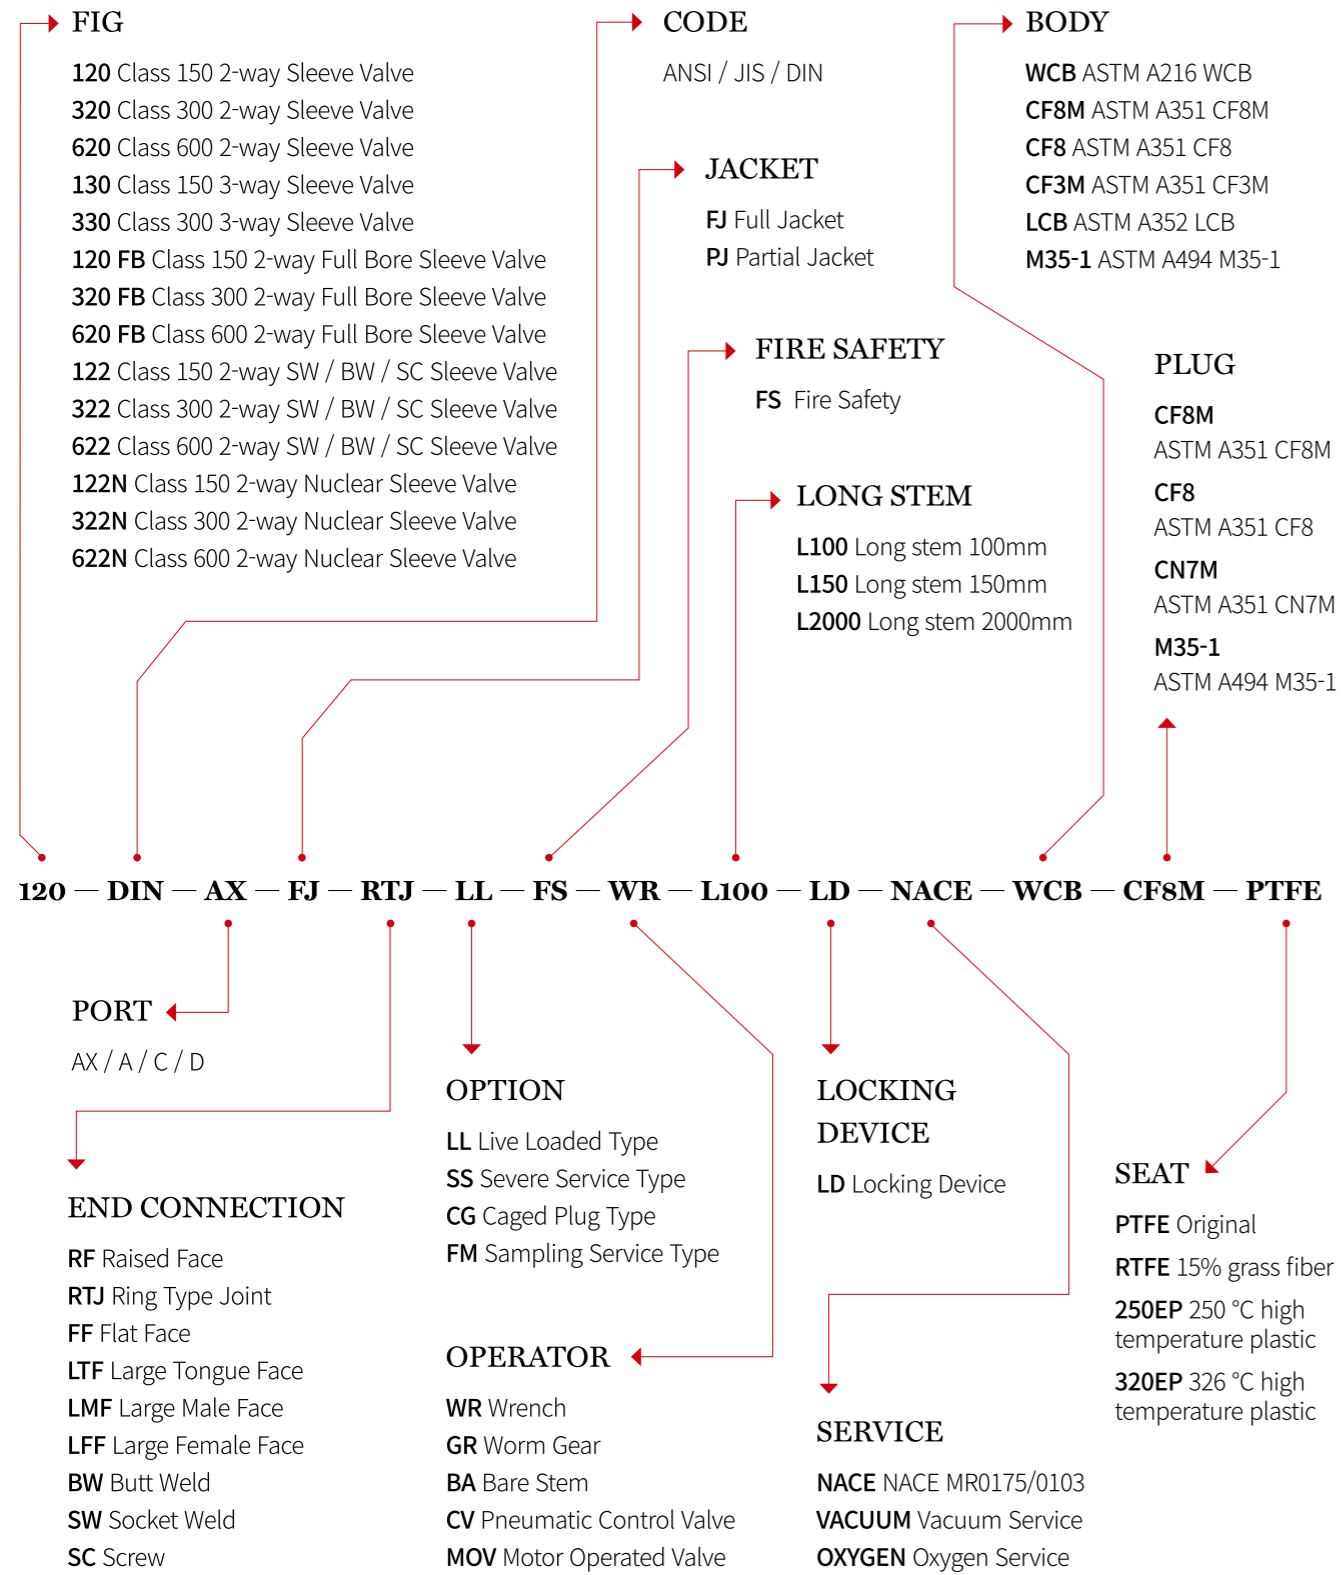 FIG
120 Class 150 2-way Sleeve Valve
320 Class 300 2-way Sleeve Valve
620 Class 600 2-way Sleeve Valve
130 Class 150 3-way Sleeve Valve
330 Class 300 3-way Sleeve Valve
120 FB Class 150 2-way Full Bore Sleeve Valve
320 FB Class 300 2-way Full Bore Sleeve Valve
620 FB Class 600 2-way Full Bore Sleeve Valve
122 Class 150 2-way SW / BW / SC Sleeve Valve
322 Class 300 2-way SW / BW / SC Sleeve Valve
622 Class 600 2-way SW / BW / SC Sleeve Valve
122N Class 150 2-way Nuclear Sleeve Valve
322N Class 300 2-way Nuclear Sleeve Valve
622N Class 600 2-way Nuclear Sleeve Valve
CODE
ANSI / JIS / DIN
JACKET
FJ Full Jacket
PJ Partial Jacket
FIRE SAFETY
FS Fire Safety
LONG STEM
L100 Long stem 100mm
L150 Long stem 150mm
L2000 Long stem 2000mm
BODY
WCB ASTM A216 WCB
CF8M ASTM A351 CF8M
CF8 ASTM A351 CF8
CF3M ASTM A351 CF3M
LCB ASTM A352 LCB
M35-1 ASTM A494 M35-1
PLUG
CF8M
ASTM A351 CF8M
CF8
ASTM A351 CF8
CN7M
ASTM A351 CN7M
M35-1
ASTM A494 M35-1
120 — DIN — AX — FJ — RTJ — LL — FS — WR — L100 — LD — NACE — WCB — CF8M — PTFE
PORT
AX / A / C / D
END CONNECTION
RF Raised Face
RTJ Ring Type Joint
FF Flat Face
LTF Large Tongue Face
LMF Large Male Face
LFF Large Female Face
BW Butt Weld
SW Socket Weld
SC Screw
OPTION
LL Live Loaded Type
SS Severe Service Type
CG Caged Plug Type
FM Sampling Service Type
OPERATOR
WR Wrench
GR Worm Gear
BA Bare Stem
CV Pneumatic Control Valve
MOV Motor Operated Valve
LOCKING
DEVICE
LD Locking Device
SERVICE
NACE NACE MR0175/0103
VACUUM Vacuum Service
OXYGEN Oxygen Service
SEAT
PTFE Original
RTFE 15% grass fiber
250EP 250 °C high
temperature plastic
320EP 326 °C high
temperature plastic